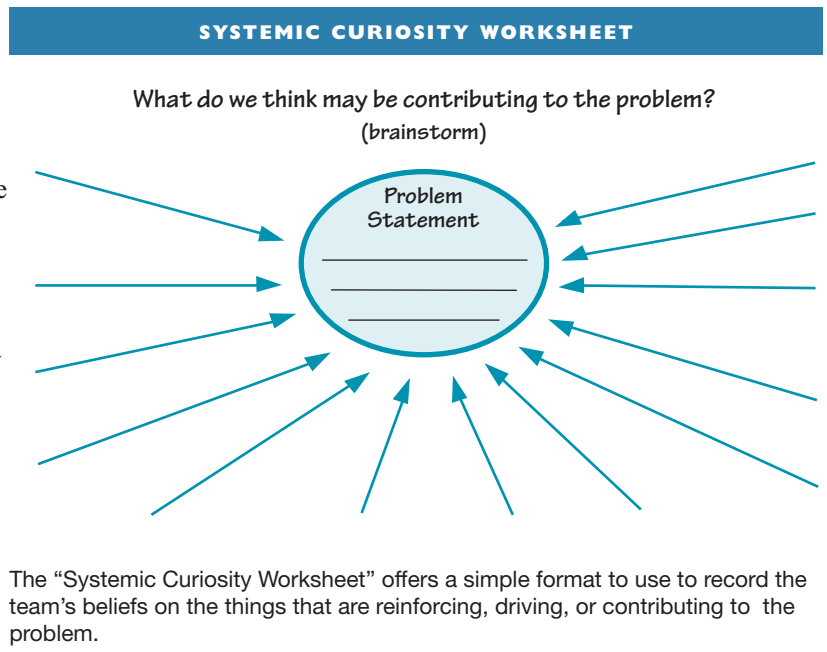 SYSTEMIC CURIOSITY WORKSHEET
What do we think may be contributing to the problem?
(brainstorm)
e
Problem
Statement
The “Systemic Curiosity Worksheet” offers a simple format to use to record the
team’s beliefs on the things that are reinforcing, driving, or contributing to  the
problem.